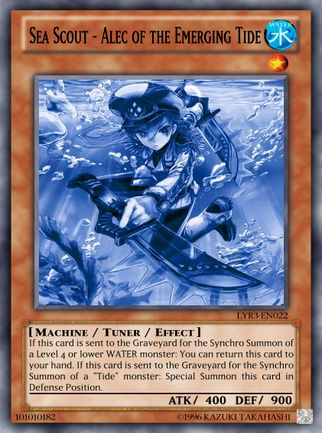 Sea Scout - Alec of the Emerging Tide
WATER
水
LYR3-EN022
[ Machine / Tuner / Effect ]
If this card is sent to the Graveyard for the Synchro Summon of
a Level 4 or lower WATER monster: You can return this card to
your hand. If this card is sent to the Graveyard for the Synchro
Summon of a "Tide" monster: Special Summon this card in
Defense Position.
ATK/ 400 DEF/ 900
101010182
©1996 KAZUKI TAKAHASHI